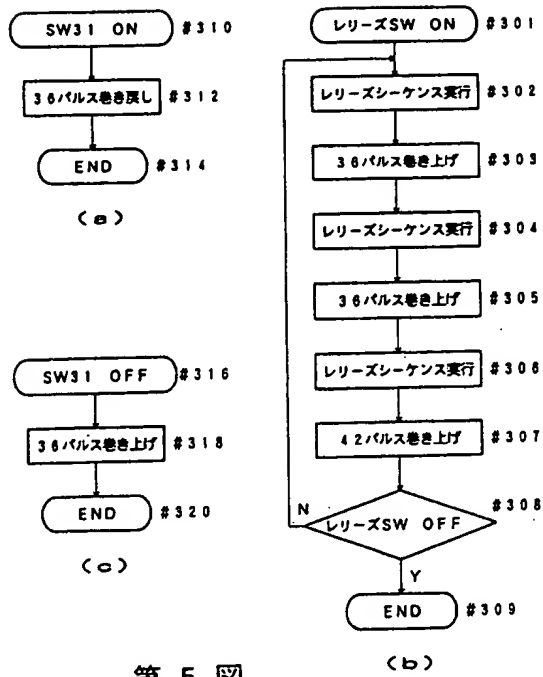 SW31 ON #310
36パルス巻き戻し #312
END #314
(a)
SW31 OFF #316
36パルス巻き上げ #318
END #320
(c)
レリーズSW ON #301
レリーズシーケンス実行 #302
36パルス巻き上げ #303
レリーズシーケンス実行 #304
36パルス巻き上げ #305
レリーズシーケンス実行 #306
42パルス巻き上げ #307
N レリーズSW OFF #308
Y
END #309
(b)
第5図